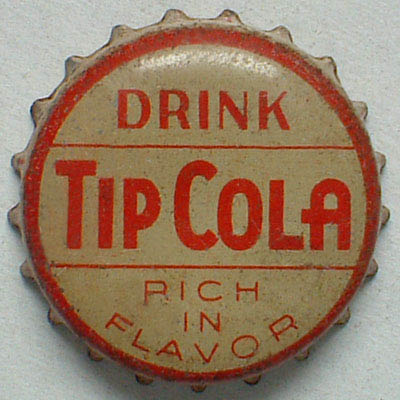 DRINK
TIP COLA
RICH
IN
FLAVOR